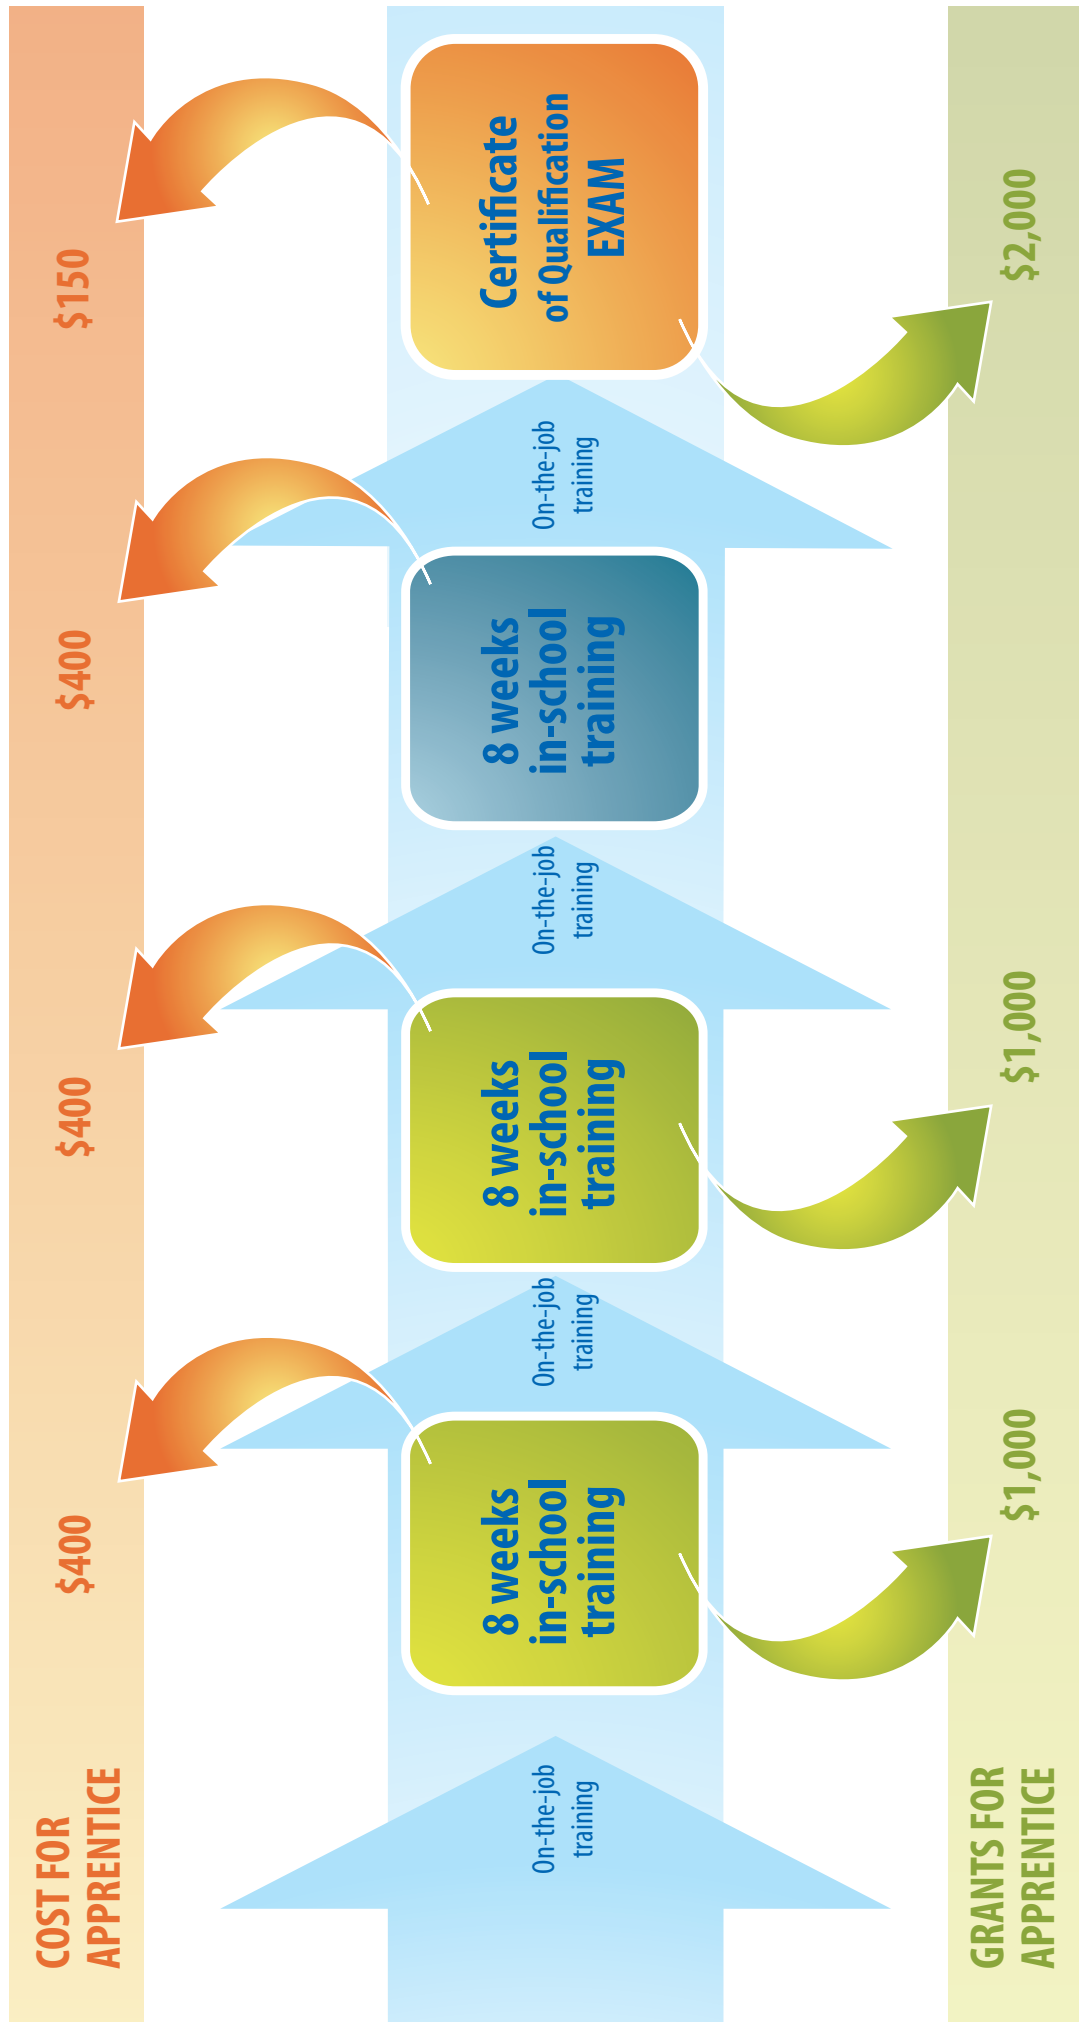 COST FOR
APPRENTICE
$400
$400
$400
$150
On-the-job
training
8 weeks
in-school
training
On-the-job
training
8 weeks
in-school
training
On-the-job
training
8 weeks
in-school
training
On-the-job
training
Certificate
of Qualification
EXAM
GRANTS FOR
APPRENTICE
$1,000
$1,000
$2,000